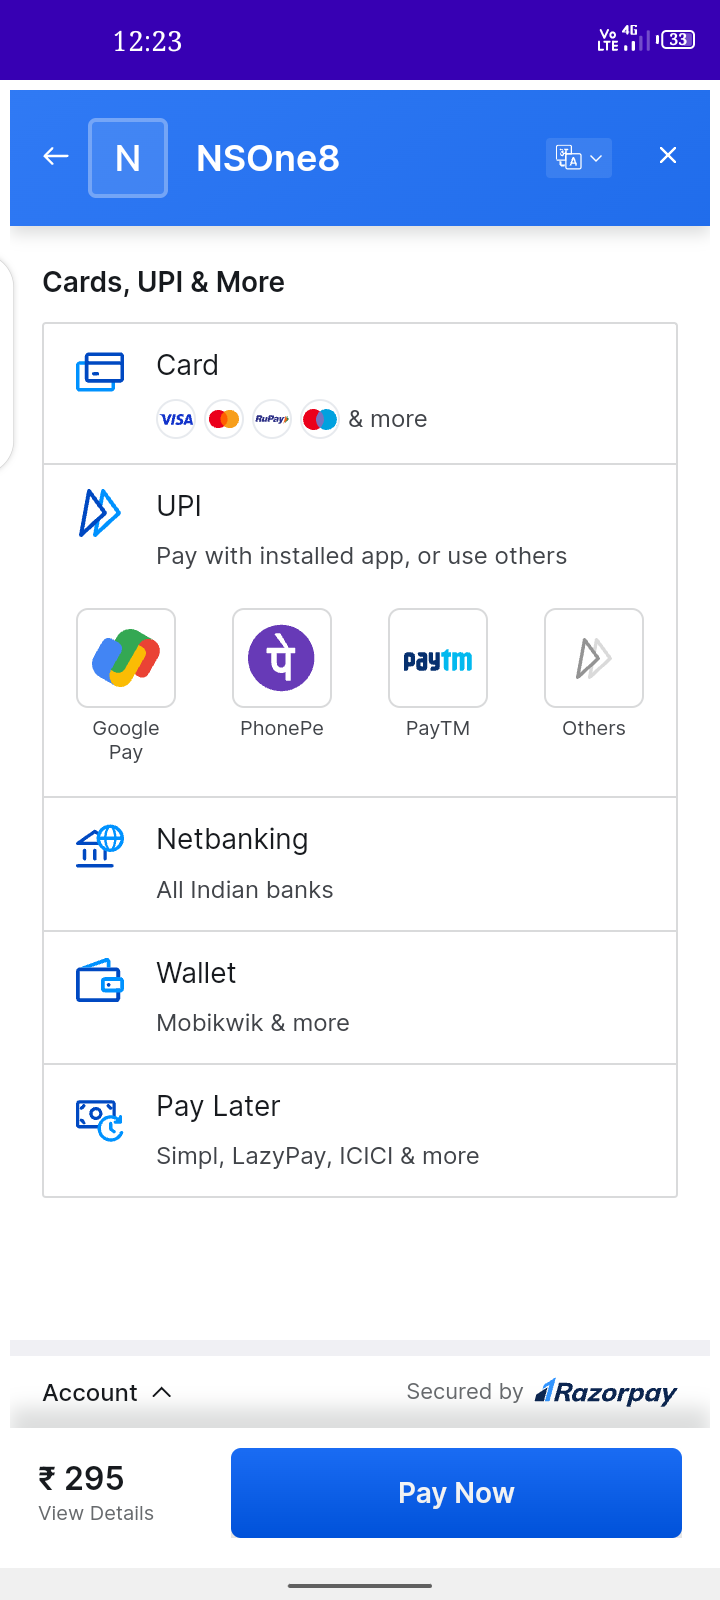 12:23
Vo LTE 4G 33
N NSOne8
Cards, UPI & More
Card
VISA RuPay & more
UPI
Pay with installed app, or use others
पे paytm
Google Pay PhonePe PayTM Others
Netbanking
All Indian banks
Wallet
Mobikwik & more
Pay Later
Simpl, LazyPay, ICICI & more
Account Secured by Razorpay
₹ 295
View Details
Pay Now